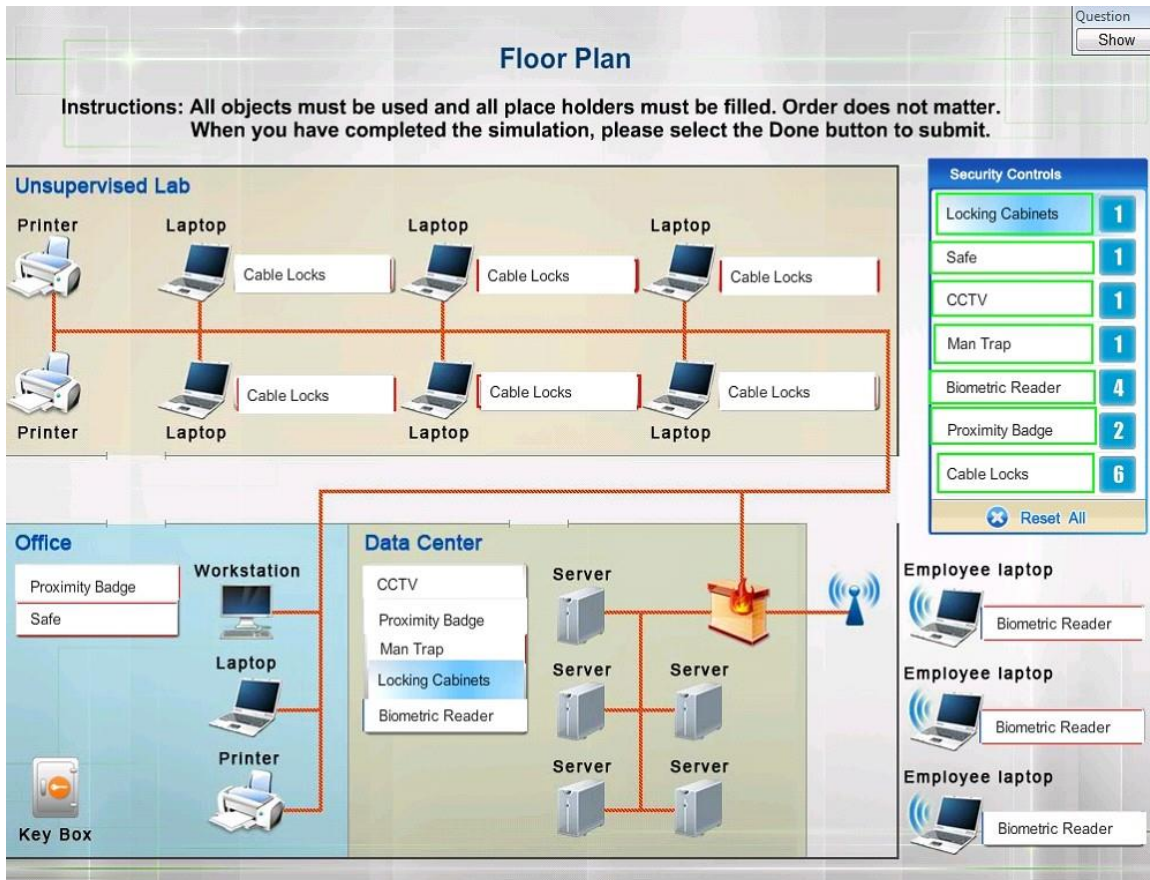 Question
Show
Floor Plan
Instructions: All objects must be used and all place holders must be filled. Order does not matter.
When you have completed the simulation, please select the Done button to submit.
Unsupervised Lab
Printer
Laptop
Laptop
Laptop
Cable Locks
Cable Locks
Cable Locks
Cable Locks
Cable Locks
Cable Locks
Printer
Laptop
Laptop
Laptop
Security Controls
Locking Cabinets 1
Safe 1
CCTV 1
Man Trap 1
Biometric Reader 4
Proximity Badge 2
Cable Locks 6
Reset All
Office
Proximity Badge
Safe
Workstation
Laptop
Printer
Key Box
Data Center
CCTV
Proximity Badge
Man Trap
Locking Cabinets
Biometric Reader
Server
Server
Server
Server
Server
Employee laptop
Biometric Reader
Employee laptop
Biometric Reader
Employee laptop
Biometric Reader